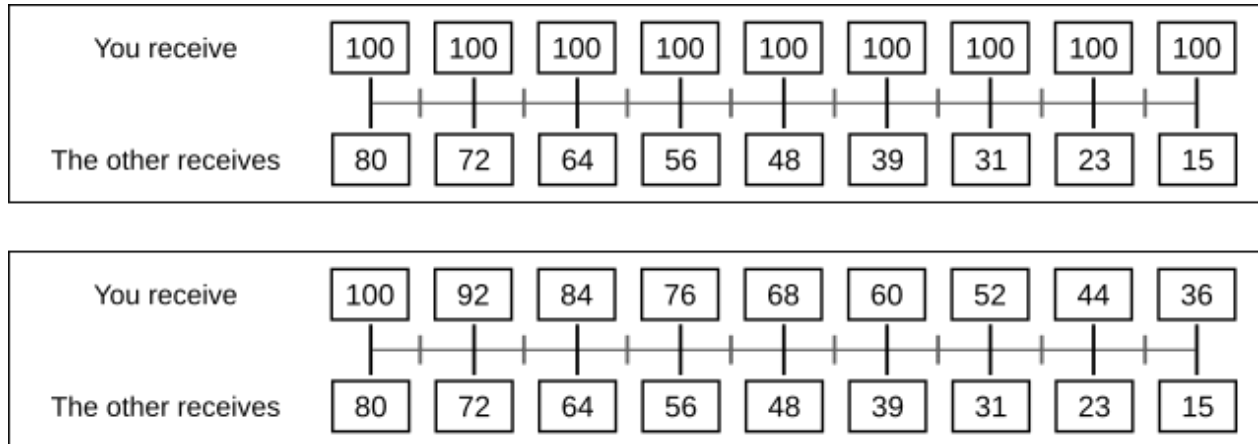 You receive 100 100 100 100 100 100 100 100 100
The other receives 80 72 64 56 48 39 31 23 15
You receive 100 92 84 76 68 60 52 44 36
The other receives 80 72 64 56 48 39 31 23 15